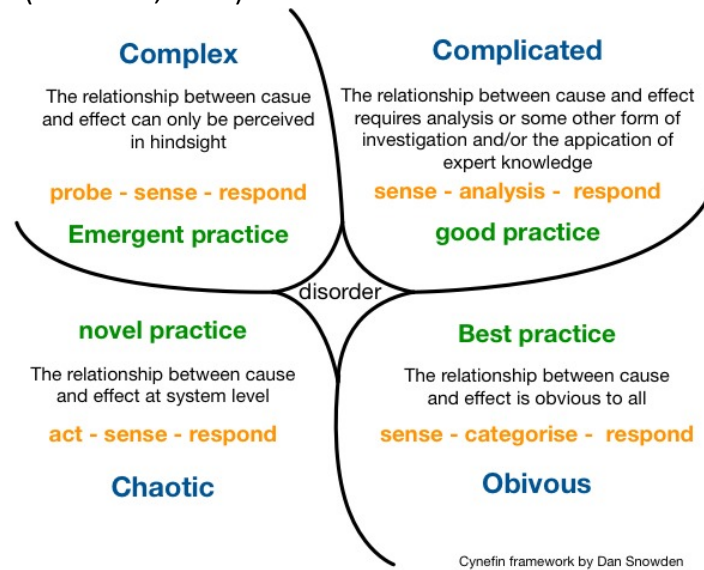 Complex
The relationship between casue
and effect can only be perceived
in hindsight
probe - sense - respond
Emergent practice
Complicated
The relationship between cause and effect
requires analysis or some other form of
investigation and/or the appication of
expert knowledge
sense - analysis - respond
good practice
disorder
novel practice
The relationship between cause
and effect at system level
act - sense - respond
Chaotic
Best practice
The relationship between cause
and effect is obvious to all
sense - categorise - respond
Obivous
Cynefin framework by Dan Snowden